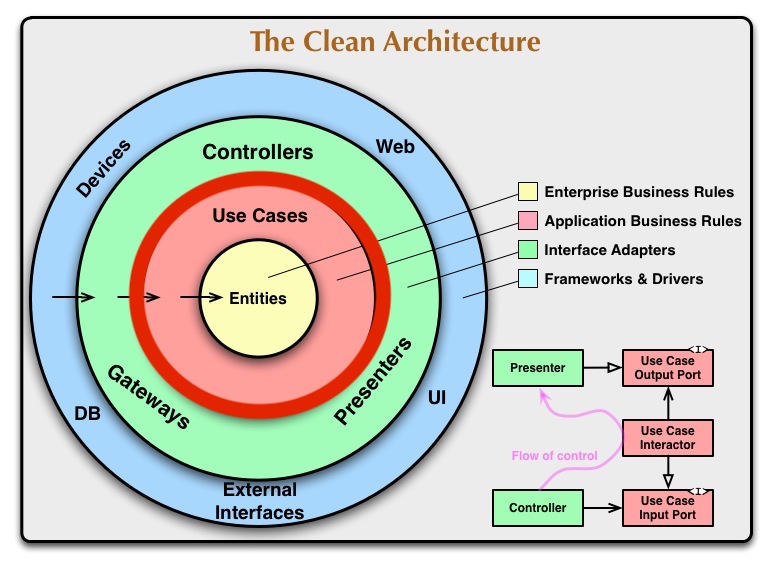 The Clean Architecture
Devices
Web
Controllers
Use Cases
Entities
Gateways
Presenters
DB
UI
External
Interfaces
Enterprise Business Rules
Application Business Rules
Interface Adapters
Frameworks & Drivers
Presenter
<I>
Use Case
Output Port
Use Case
Interactor
Flow of control
Controller
<I>
Use Case
Input Port